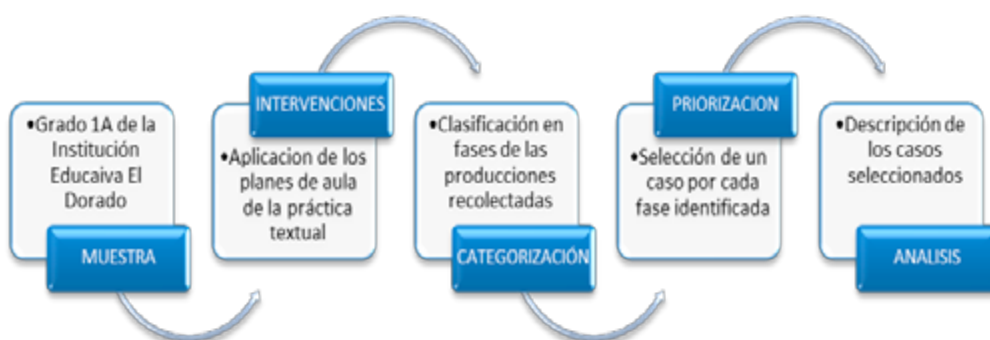 •Grado 1A de la
Institución
Educaiva El
Dorado
MUESTRA
INTERVENCIONES
•Aplicacion de los
planes de aula
de la práctica
textual
•Clasificación en
fases de las
producciones
recolectadas
CATEGORIZACIÓN
PRIORIZACION
•Selección de un
caso por cada
fase identificada
•Descripción de
los casos
seleccionados
ANALISIS